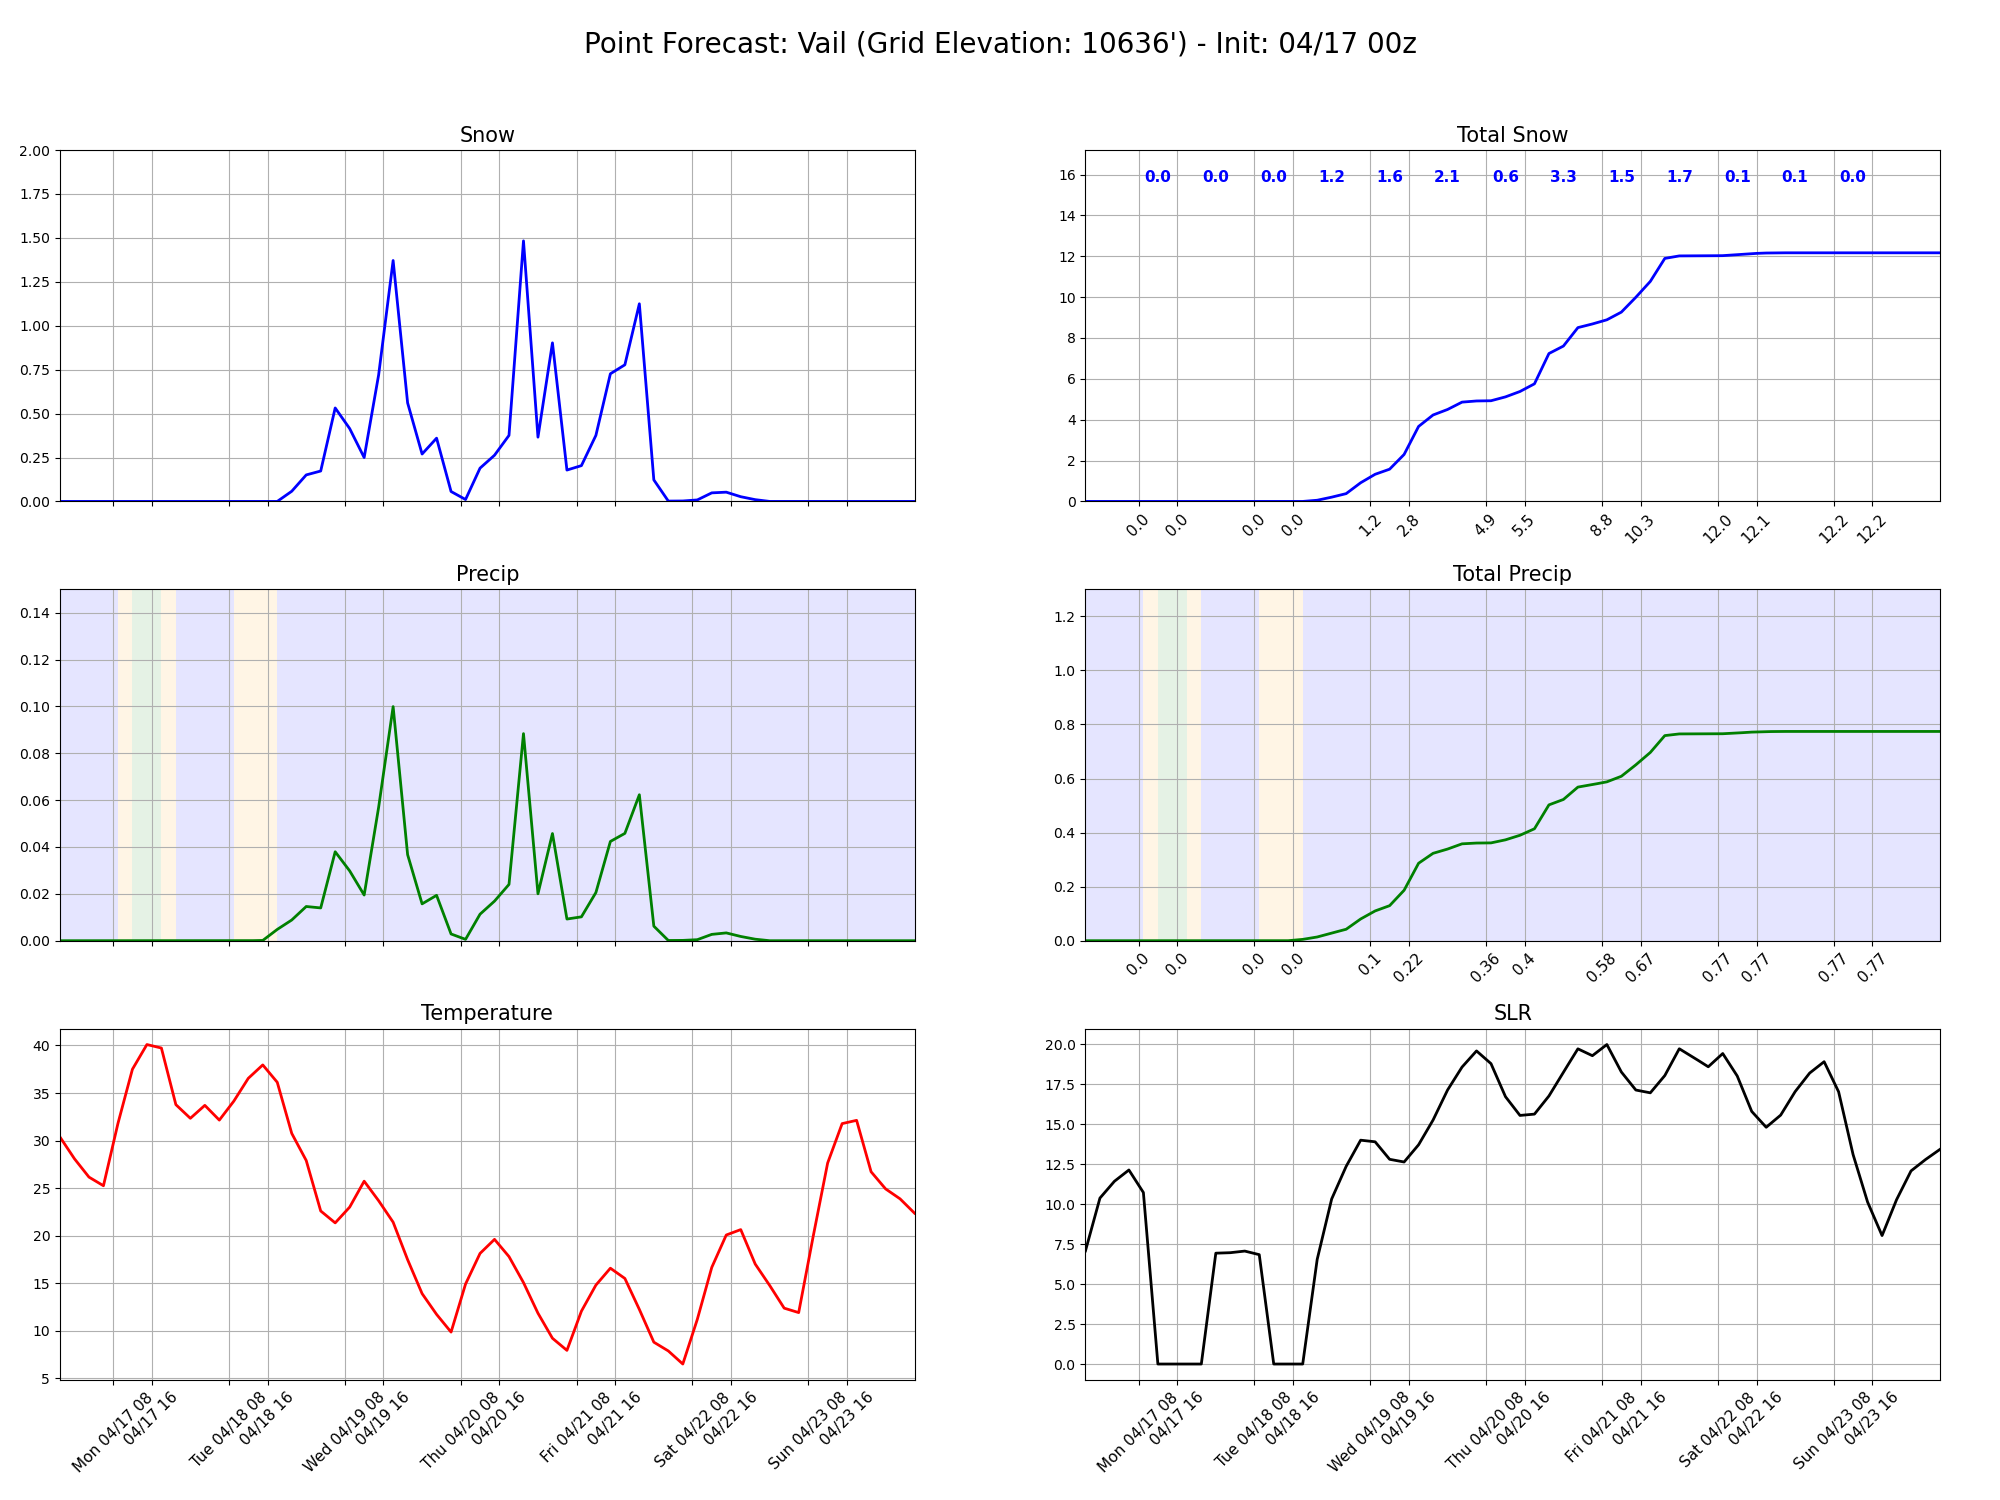 Point Forecast: Vail (Grid Elevation: 10636') - Init: 04/17 00z
Snow
2.00
1.75
1.50
1.25
1.00
0.75
0.50
0.25
0.00
Total Snow
16
14
12
10
8
6
4
2
0
0.0 0.0 0.0 1.2 1.6 2.1 0.6 3.3 1.5 1.7 0.1 0.1 0.0
0.0 0.0 0.0 0.0 1.2 2.8 4.9 5.5 8.8 10.3 12.0 12.1 12.2 12.2
Precip
0.14
0.12
0.10
0.08
0.06
0.04
0.02
0.00
Total Precip
1.2
1.0
0.8
0.6
0.4
0.2
0.0
0.0 0.0 0.0 0.0 0.1 0.22 0.36 0.4 0.58 0.67 0.77 0.77 0.77 0.77
Temperature
40
35
30
25
20
15
10
5
Mon 04/17 08
04/17 16
Tue 04/18 08
04/18 16
Wed 04/19 08
04/19 16
Thu 04/20 08
04/20 16
Fri 04/21 08
04/21 16
Sat 04/22 08
04/22 16
Sun 04/23 08
04/23 16
SLR
20.0
17.5
15.0
12.5
10.0
7.5
5.0
2.5
0.0
Mon 04/17 08
04/17 16
Tue 04/18 08
04/18 16
Wed 04/19 08
04/19 16
Thu 04/20 08
04/20 16
Fri 04/21 08
04/21 16
Sat 04/22 08
04/22 16
Sun 04/23 08
04/23 16